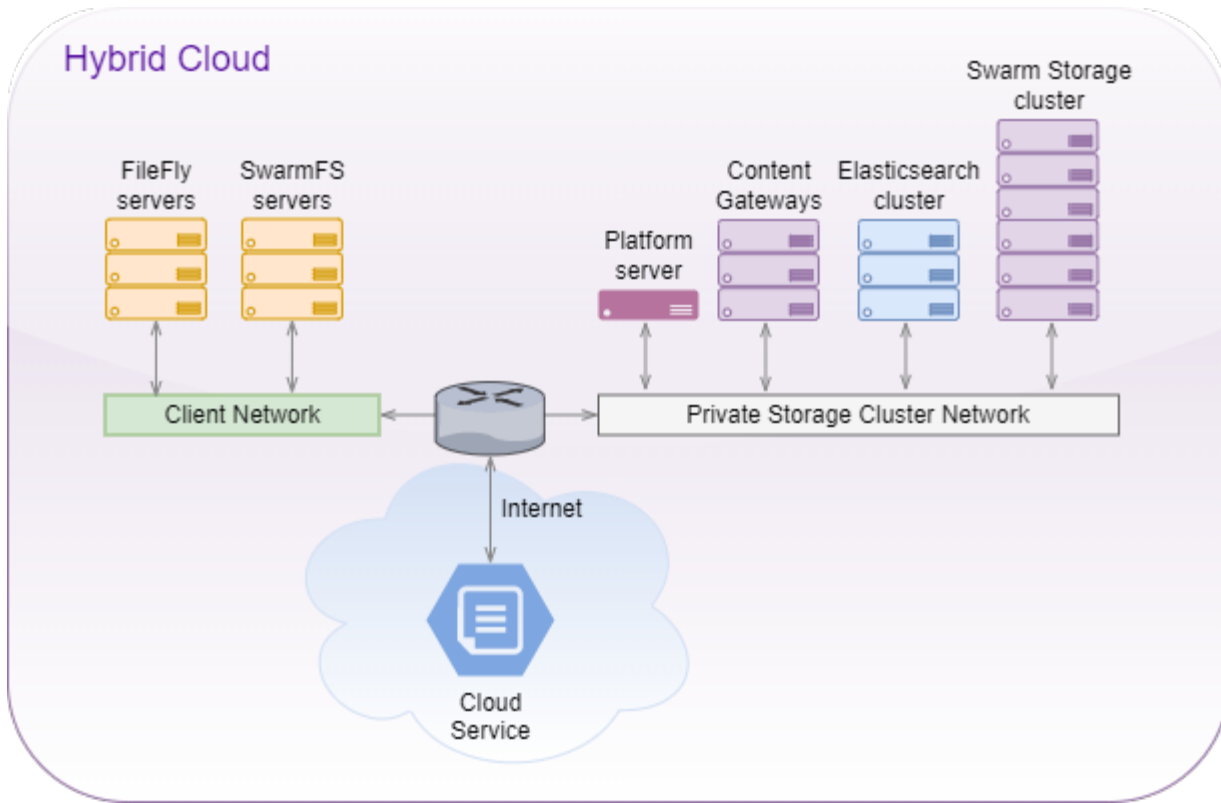 Hybrid Cloud
FileFly
servers
SwarmFS
servers
Platform
server
Content
Gateways
Elasticsearch
cluster
Swarm Storage
cluster
Client Network
Private Storage Cluster Network
Internet
Cloud
Service